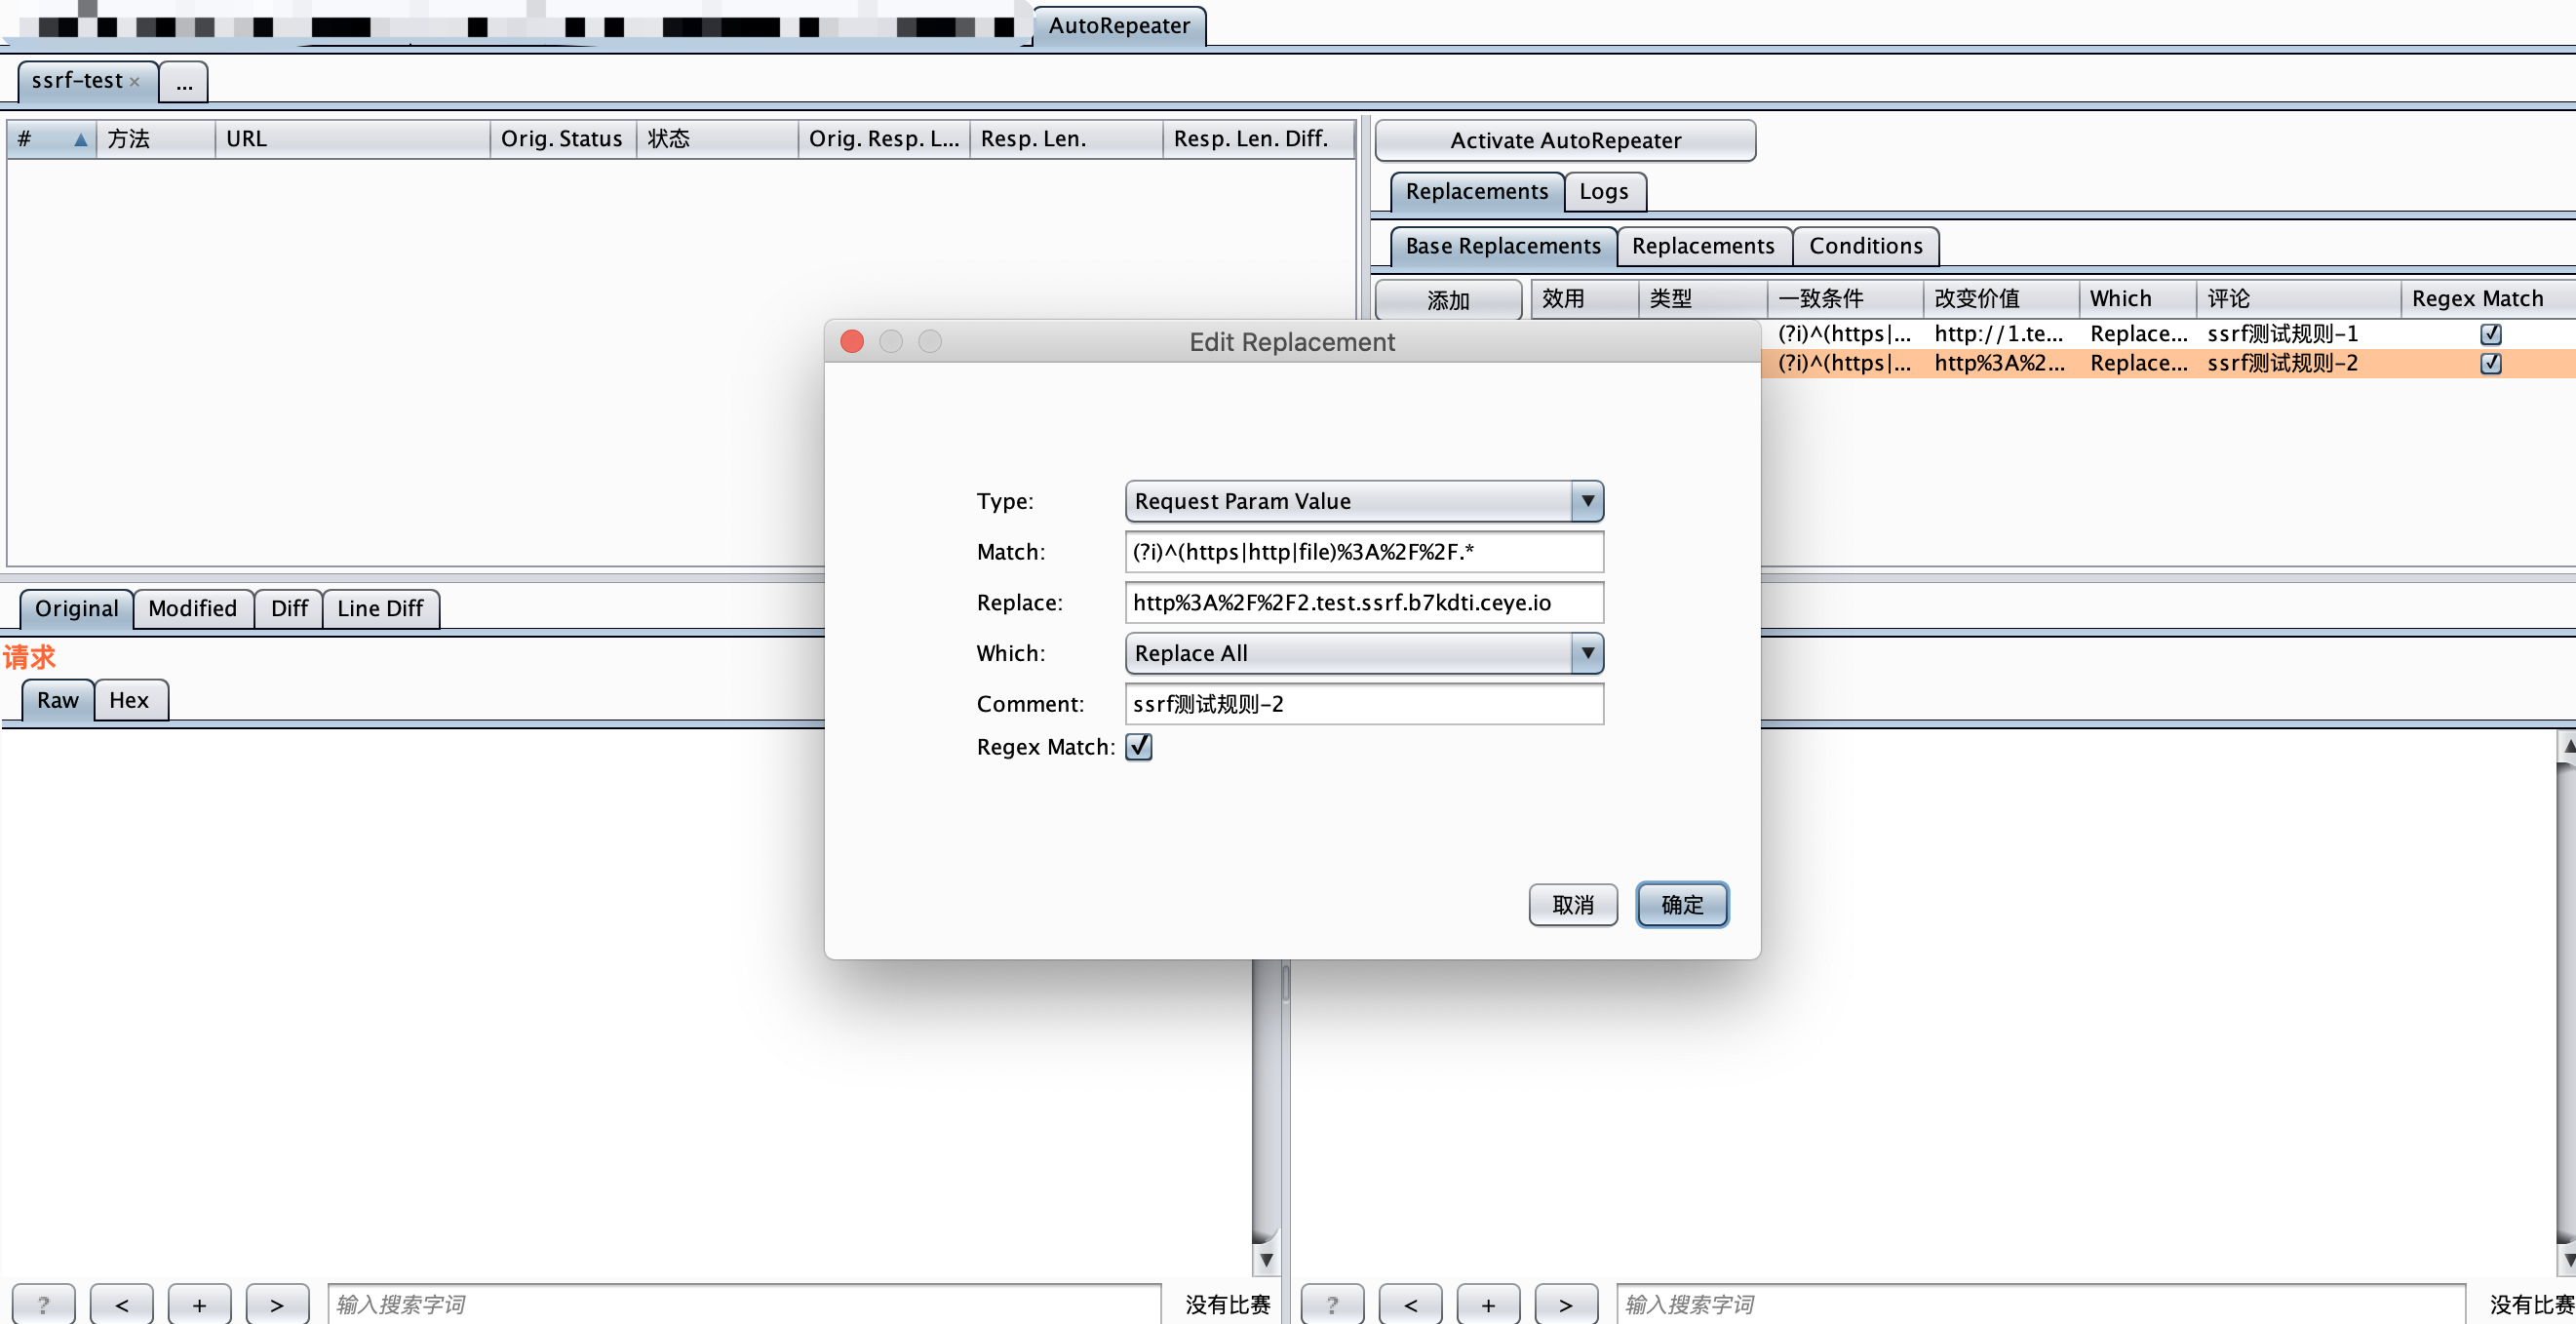 AutoRepeater
ssrf-test × ...
# 方法 URL Orig. Status 状态 Orig. Resp. L... Resp. Len. Resp. Len. Diff.
Activate AutoRepeater
Replacements Logs
Base Replacements Replacements Conditions
添加 效用 类型 一致条件 改变价值 Which 评论 Regex Match
(?i)^(https|... http://1.te... Replace... ssrf测试规则-1
(?i)^(https|... http%3A%2... Replace... ssrf测试规则-2
Edit Replacement
Type: Request Param Value
Match: (?i)^(https|http|file)%3A%2F%2F.*
Replace: http%3A%2F%2F2.test.ssrf.b7kdti.ceye.io
Which: Replace All
Comment: ssrf测试规则-2
Regex Match:
取消 确定
Original Modified Diff Line Diff
请求
Raw Hex
? < + > 输入搜索字词 没有比赛
? < + > 输入搜索字词 没有比赛